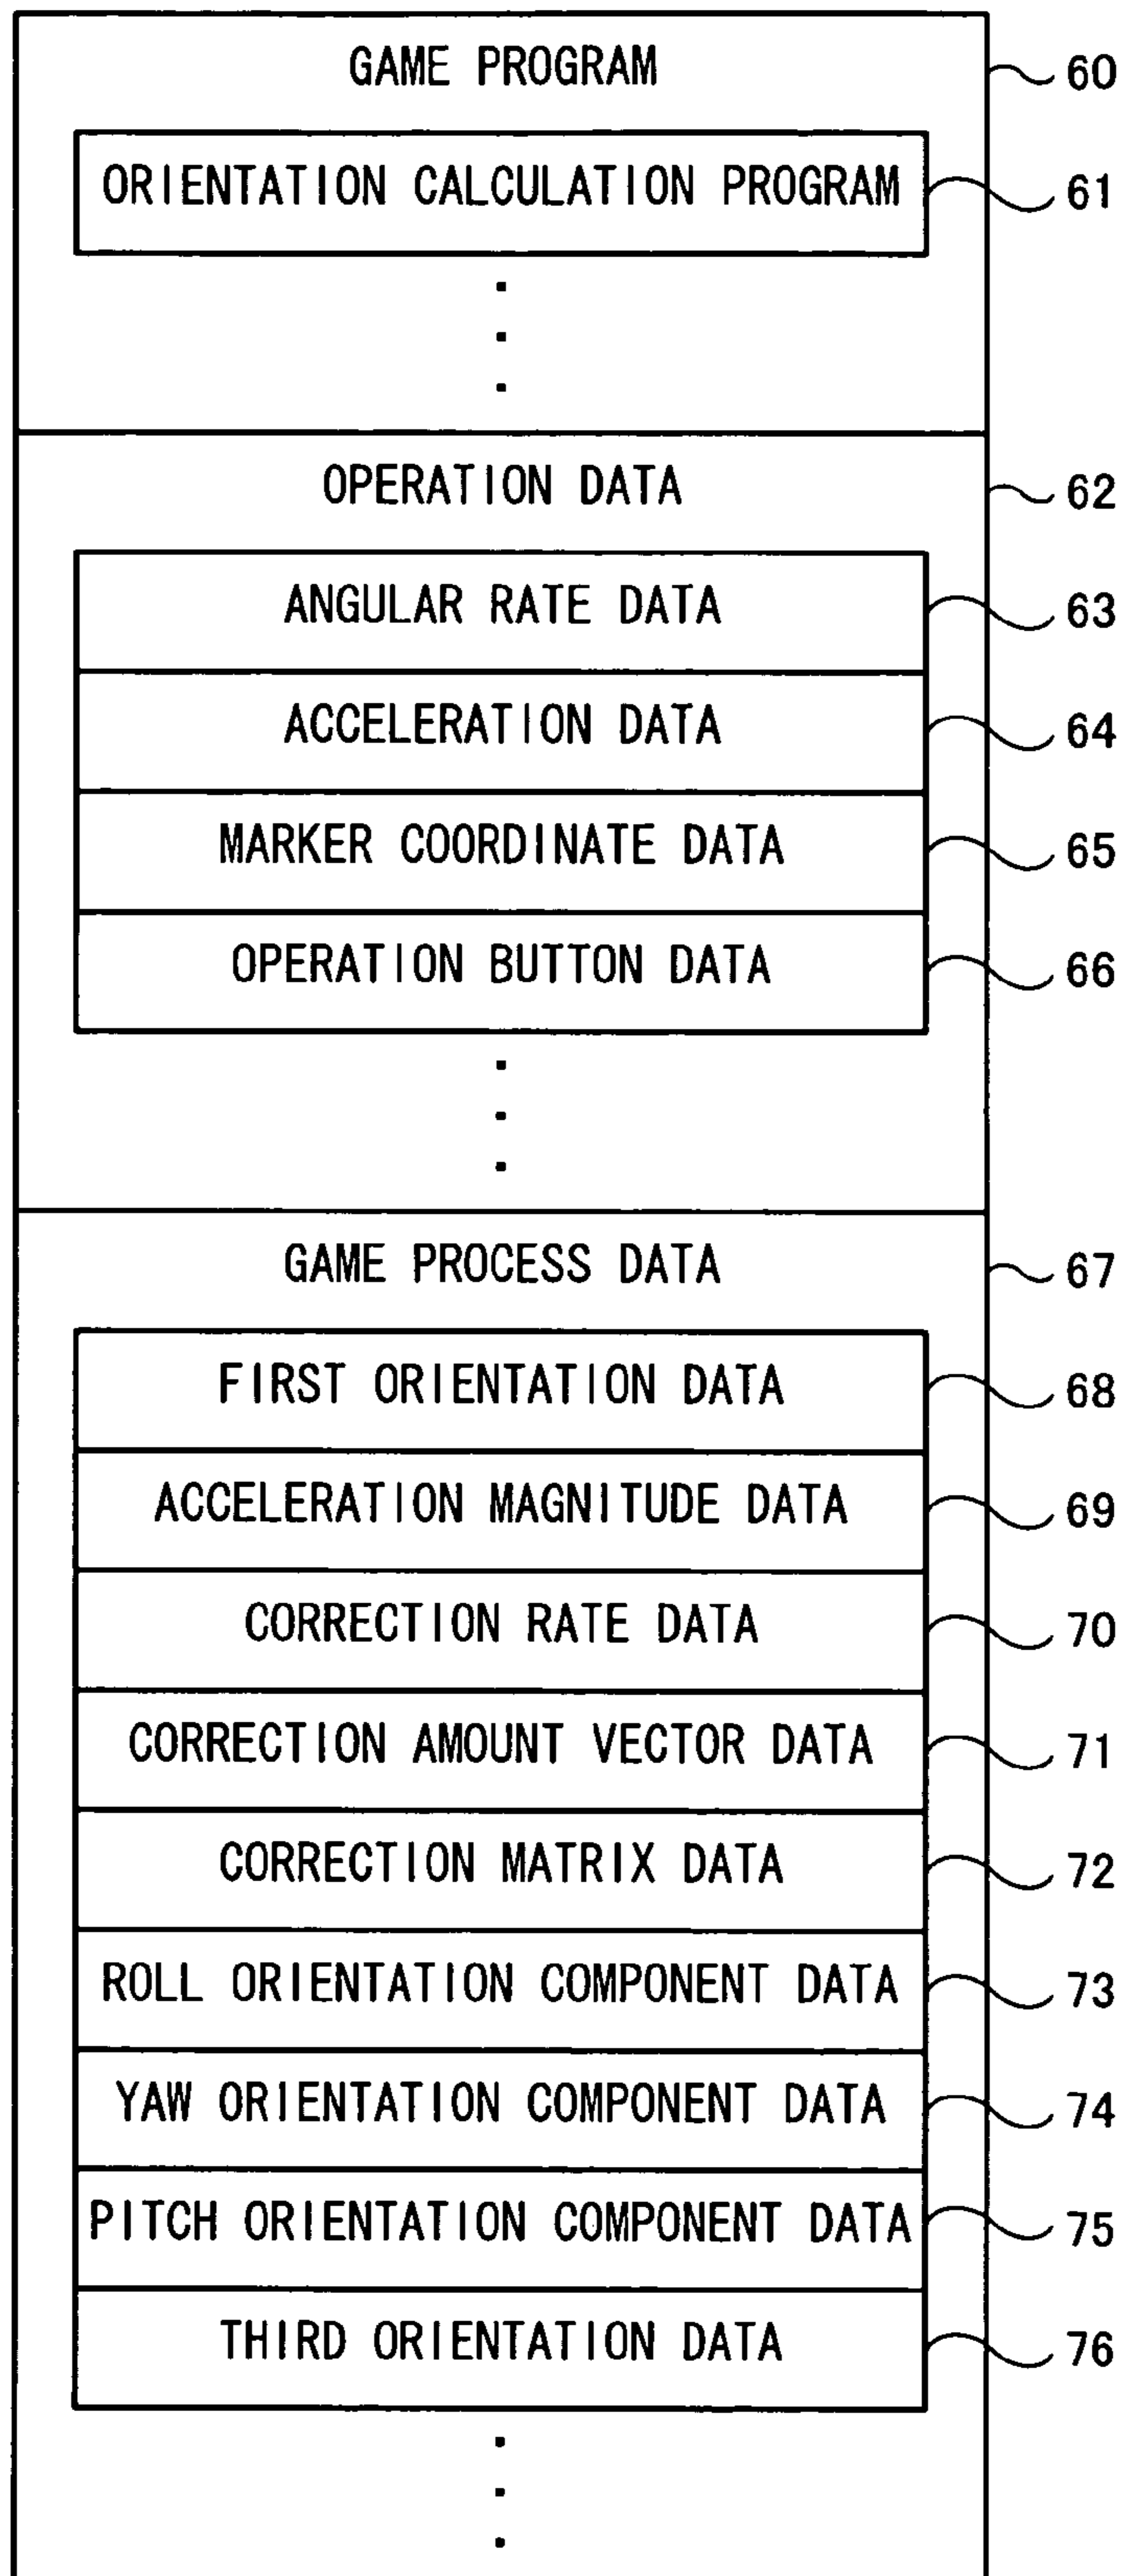 GAME PROGRAM 60
ORIENTATION CALCULATION PROGRAM 61
OPERATION DATA 62
ANGULAR RATE DATA 63
ACCELERATION DATA 64
MARKER COORDINATE DATA 65
OPERATION BUTTON DATA 66
GAME PROCESS DATA 67
FIRST ORIENTATION DATA 68
ACCELERATION MAGNITUDE DATA 69
CORRECTION RATE DATA 70
CORRECTION AMOUNT VECTOR DATA 71
CORRECTION MATRIX DATA 72
ROLL ORIENTATION COMPONENT DATA 73
YAW ORIENTATION COMPONENT DATA 74
PITCH ORIENTATION COMPONENT DATA 75
THIRD ORIENTATION DATA 76